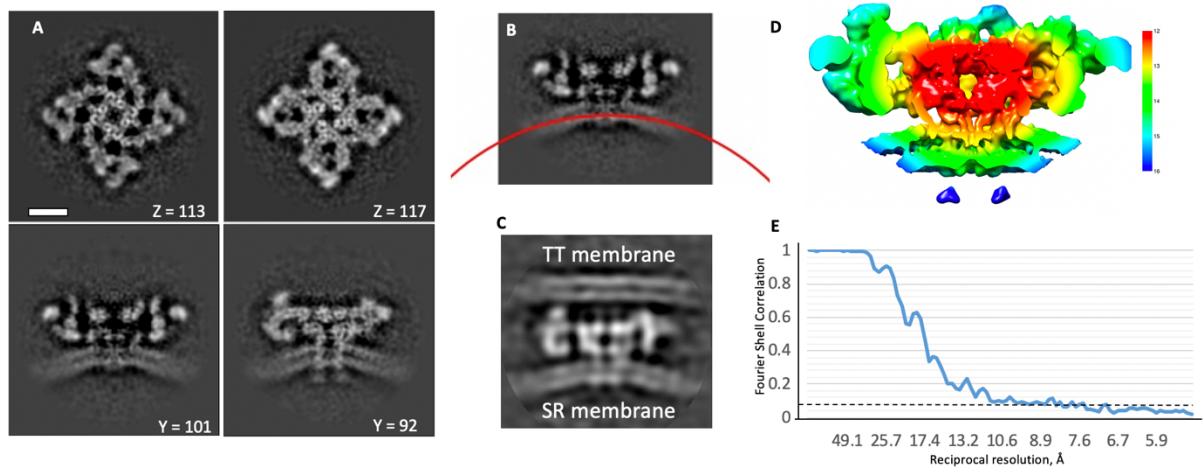 A
Z = 113
Z = 117
Y = 101
Y = 92
B
C
TT membrane
SR membrane
D
12
13
14
15
16
E
Fourier Shell Correlation
1
0.8
0.6
0.4
0.2
0
49.1 25.7 17.4 13.2 10.6 8.9 7.6 6.7 5.9
Reciprocal resolution, Å